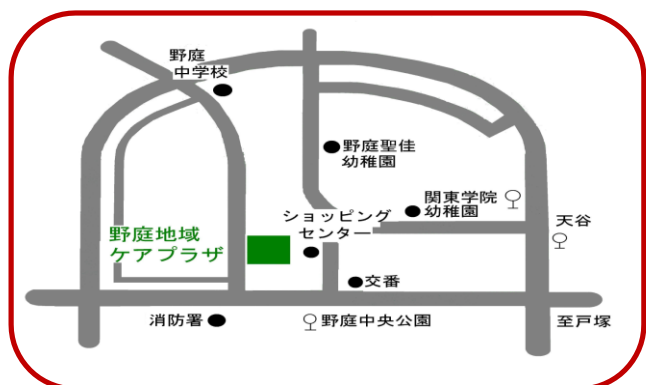 野庭
中学校
野庭聖佳
幼稚園
関東学院
幼稚園
ショッピング
センター
天谷
野庭地域
ケアプラザ
交番
消防署
野庭中央公園
至戸塚